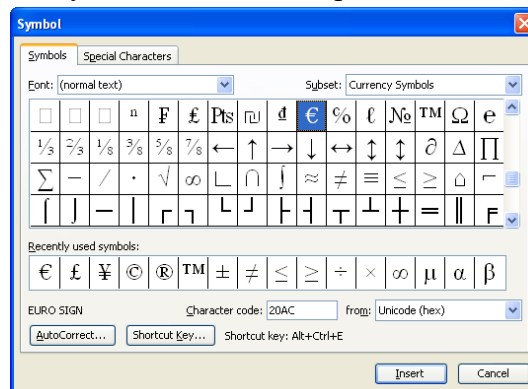 Symbol
Symbols Special Characters
Font: (normal text) Subset: Currency Symbols
□ □ □ ⁿ ₣ ₤ ₧ ₪ ₫ € ℅ ℓ № ™ Ω ℮
⅓ ⅔ ⅛ ⅜ ⅝ ⅞ ← ↑ → ↓ ↔ ↕ ↨ ∂ ∆ ∏
∑ − ∕ ∙ √ ∞ ∟ ∩ ∫ ≈ ≠ ≡ ≤ ≥ ⌂ ⌐
⌠ ⌡ ─ │ ┌ ┐ └ ┘ ├ ┤ ┬ ┴ ┼ ═ ║ ╒
Recently used symbols:
€ £ ¥ © ® ™ ± ≠ ≤ ≥ ÷ × ∞ µ α β
EURO SIGN Character code: 20AC from: Unicode (hex)
AutoCorrect... Shortcut Key... Shortcut key: Alt+Ctrl+E
Insert Cancel